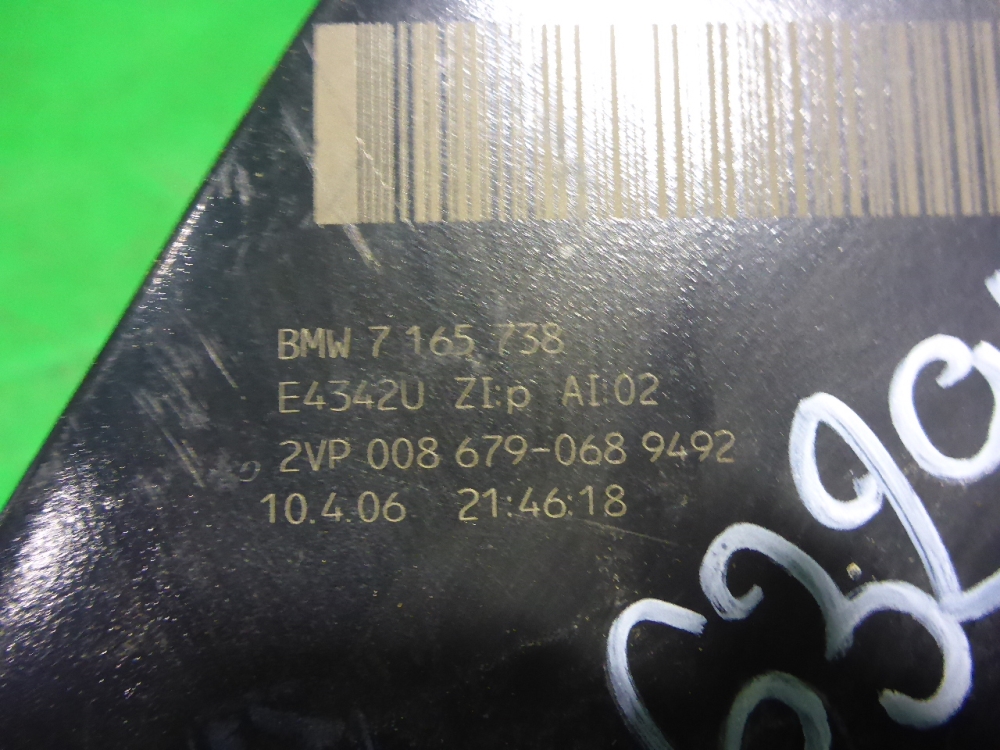 BMW 7 165 738
E4342U ZI:p AI:02
2VP 008 679-068 9492
10.4.06 21:46:18